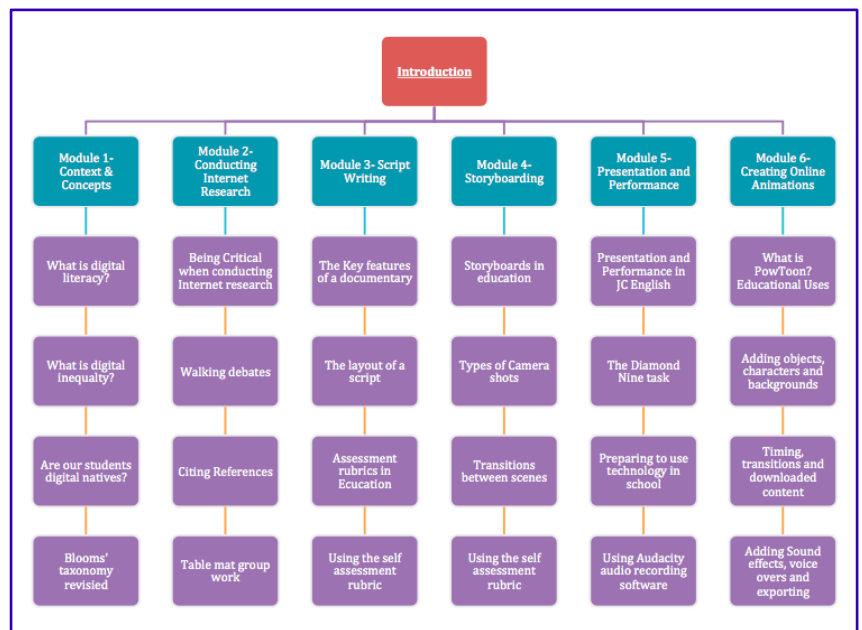 Introduction
Module 1-
Context &
Concepts
Module 2-
Conducting
Internet
Research
Module 3- Script
Writing
Module 4-
Storyboarding
Module 5-
Presentation and
Performance
Module 6-
Creating Online
Animations
What is digital
literacy?
Being Critical
when conducting
Internet research
The Key features
of a documentary
Storyboards in
education
Presentation and
Performance in
JC English
What is
PowToon?
Educational Uses
What is digital
inequalty?
Walking debates
The layout of a
script
Types of Camera
shots
The Diamond
Nine task
Adding objects,
characters and
backgrounds
Are our students
digital natives?
Citing References
Assessment
rubrics in
Ecucation
Transitions
between scenes
Preparing to use
technology in
school
Timing,
transitions and
downloaded
content
Blooms'
taxonomy
revisied
Table mat group
work
Using the self
assessment
rubric
Using the self
assessment
rubric
Using Audacity
audio recording
software
Adding Sound
effects, voice
overs and
exporting